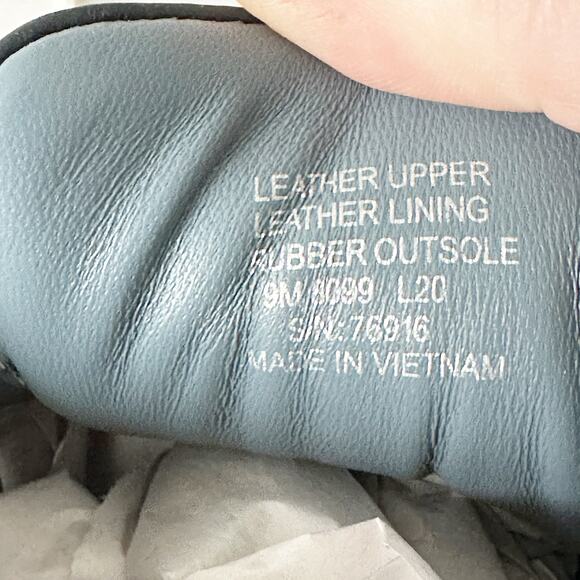 LEATHER UPPER
LEATHER LINING
RUBBER OUTSOLE
9M 8099 L20
S/N: 76916
MADE IN VIETNAM